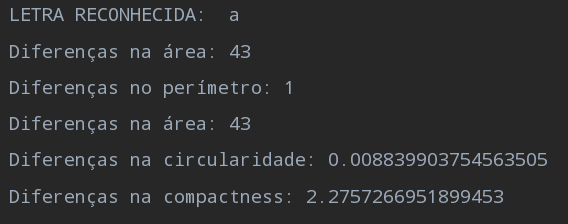 LETRA RECONHECIDA:  a
Diferenças na área: 43
Diferenças no perímetro: 1
Diferenças na área: 43
Diferenças na circularidade: 0.008839903754563505
Diferenças na compactness: 2.2757266951899453